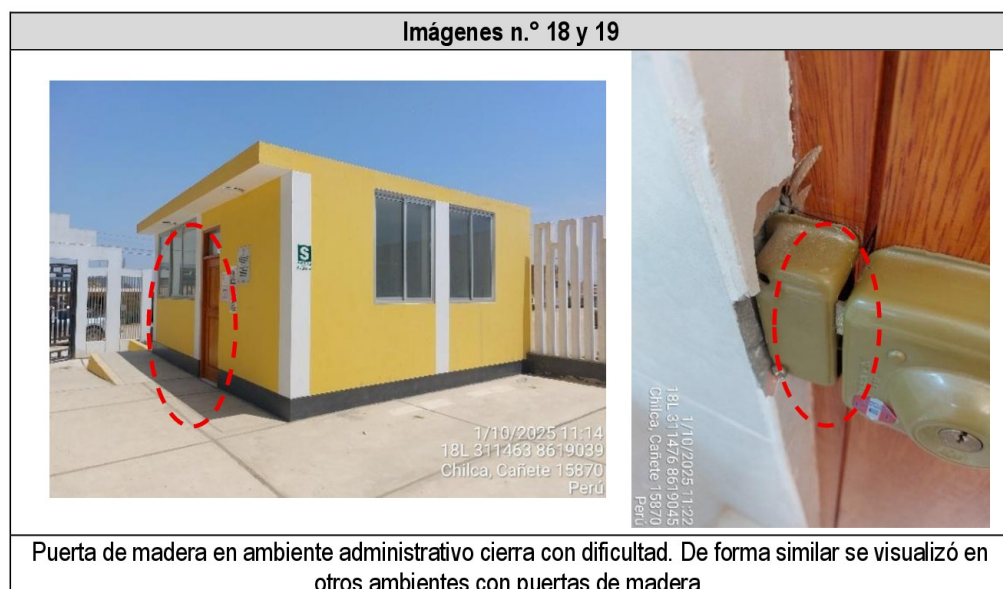 Imágenes n.° 18 y 19
S
1/10/2025 11:14
18L 311463 8619039
Chilca, Cañete 15870
Perú
1/10/2025 11:22
18L 311476 8619045
Chilca, Cañete 15870
Perú
Puerta de madera en ambiente administrativo cierra con dificultad. De forma similar se visualizó en
otros ambientes con puertas de madera